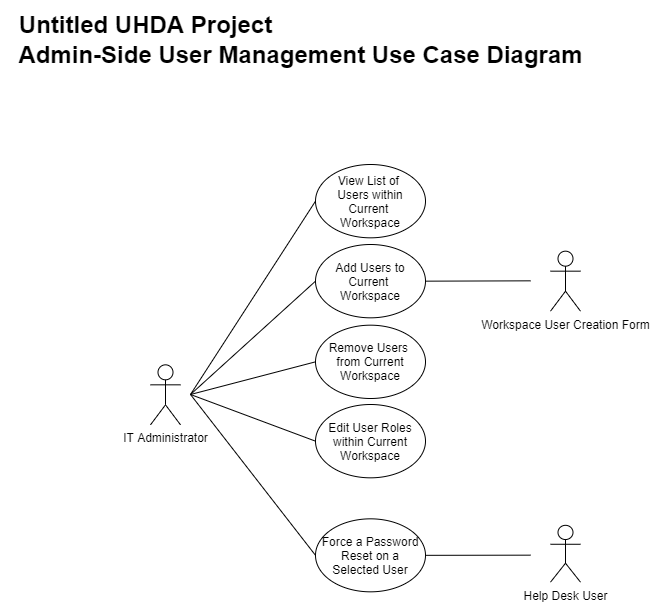 Untitled UHDA Project
Admin-Side User Management Use Case Diagram
View List of
Users within
Current
Workspace
Add Users to
Current
Workspace
Workspace User Creation Form
Remove Users
from Current
Workspace
IT Administrator
Edit User Roles
within Current
Workspace
Force a Password
Reset on a
Selected User
Help Desk User